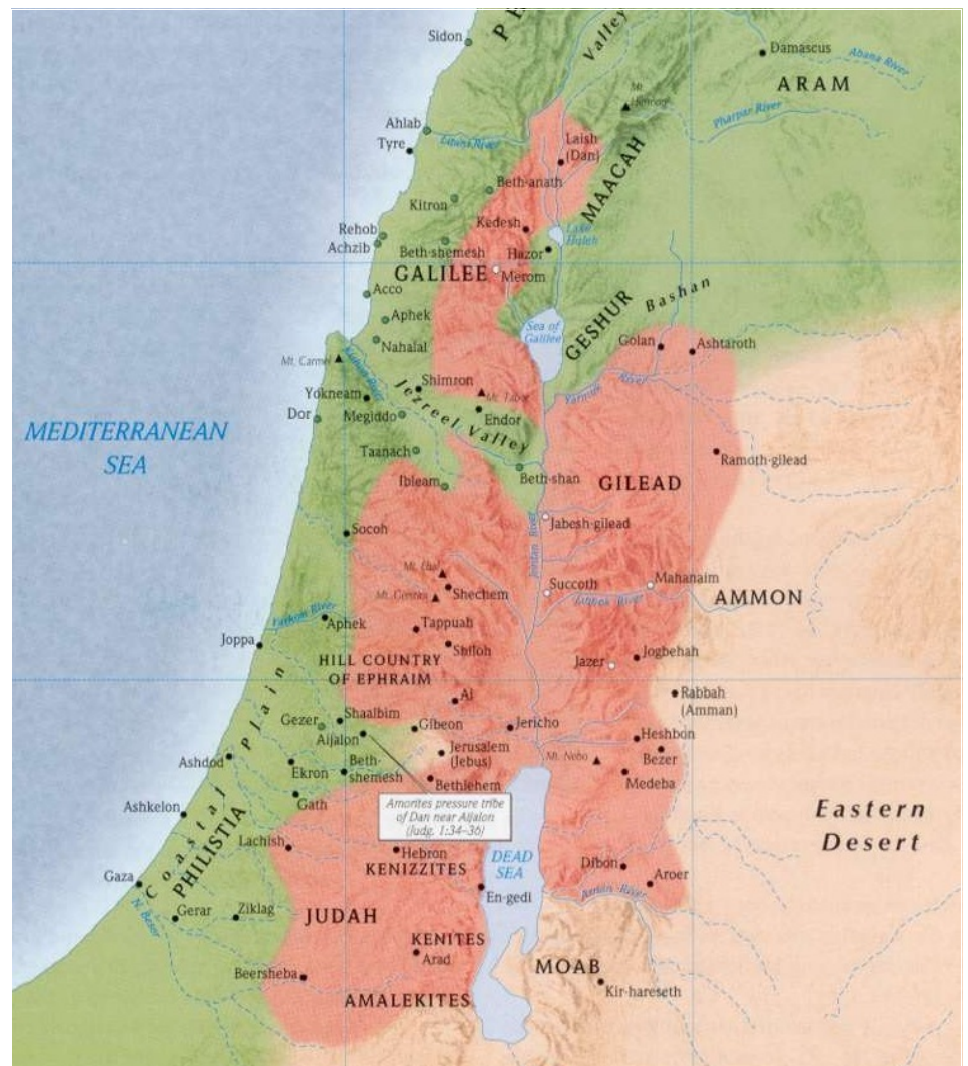 Sidon
PE
Valley
Damascus
Abana River
ARAM
Mt.
Hermon
Pharpar River
Ahlab
Tyre
Litani River
Laish
(Dan)
MAACAH
Beth-anath
Kitron
Kedesh
Lake
Huleh
Rehob
Achzib
Beth-shemesh
Hazor
GALILEE
Merom
Acco
Aphek
Sea of
Galilee
GESHUR
Bashan
Golan
Ashtaroth
Nahalal
Mt. Carmel
Kishon River
Shimron
Mt. Tabor
Yarmuk River
Yokneam
Jezreel Valley
Dor
Megiddo
Endor
MEDITERRANEAN
SEA
Taanach
Ramoth-gilead
Ibleam
Beth-shan
GILEAD
Socoh
Jabesh-gilead
Jordan River
Mt. Ebal
Shechem
Mt. Gerizim
Succoth
Mahanaim
Jabbok River
AMMON
Yarkon River
Aphek
Tappuah
Joppa
Shiloh
HILL COUNTRY
OF EPHRAIM
Jazer
Jogbehah
Ai
Rabbah
(Amman)
Coastal Plain
Gezer
Shaalbim
Aijalon
Gibeon
Jericho
Heshbon
Ashdod
Ekron
Beth-
shemesh
Jerusalem
(Jebus)
Mt. Nebo
Bezer
Medeba
Bethlehem
Ashkelon
Gath
Amorites pressure tribe
of Dan near Aijalon
(Judg. 1:34–36)
Eastern
Desert
PHILISTIA
Lachish
Hebron
KENIZZITES
DEAD
SEA
Dibon
Aroer
Gaza
En-gedi
Arnon River
N. Besor
Gerar
Ziklag
JUDAH
KENITES
Arad
MOAB
Beersheba
Kir-hareseth
AMALEKITES